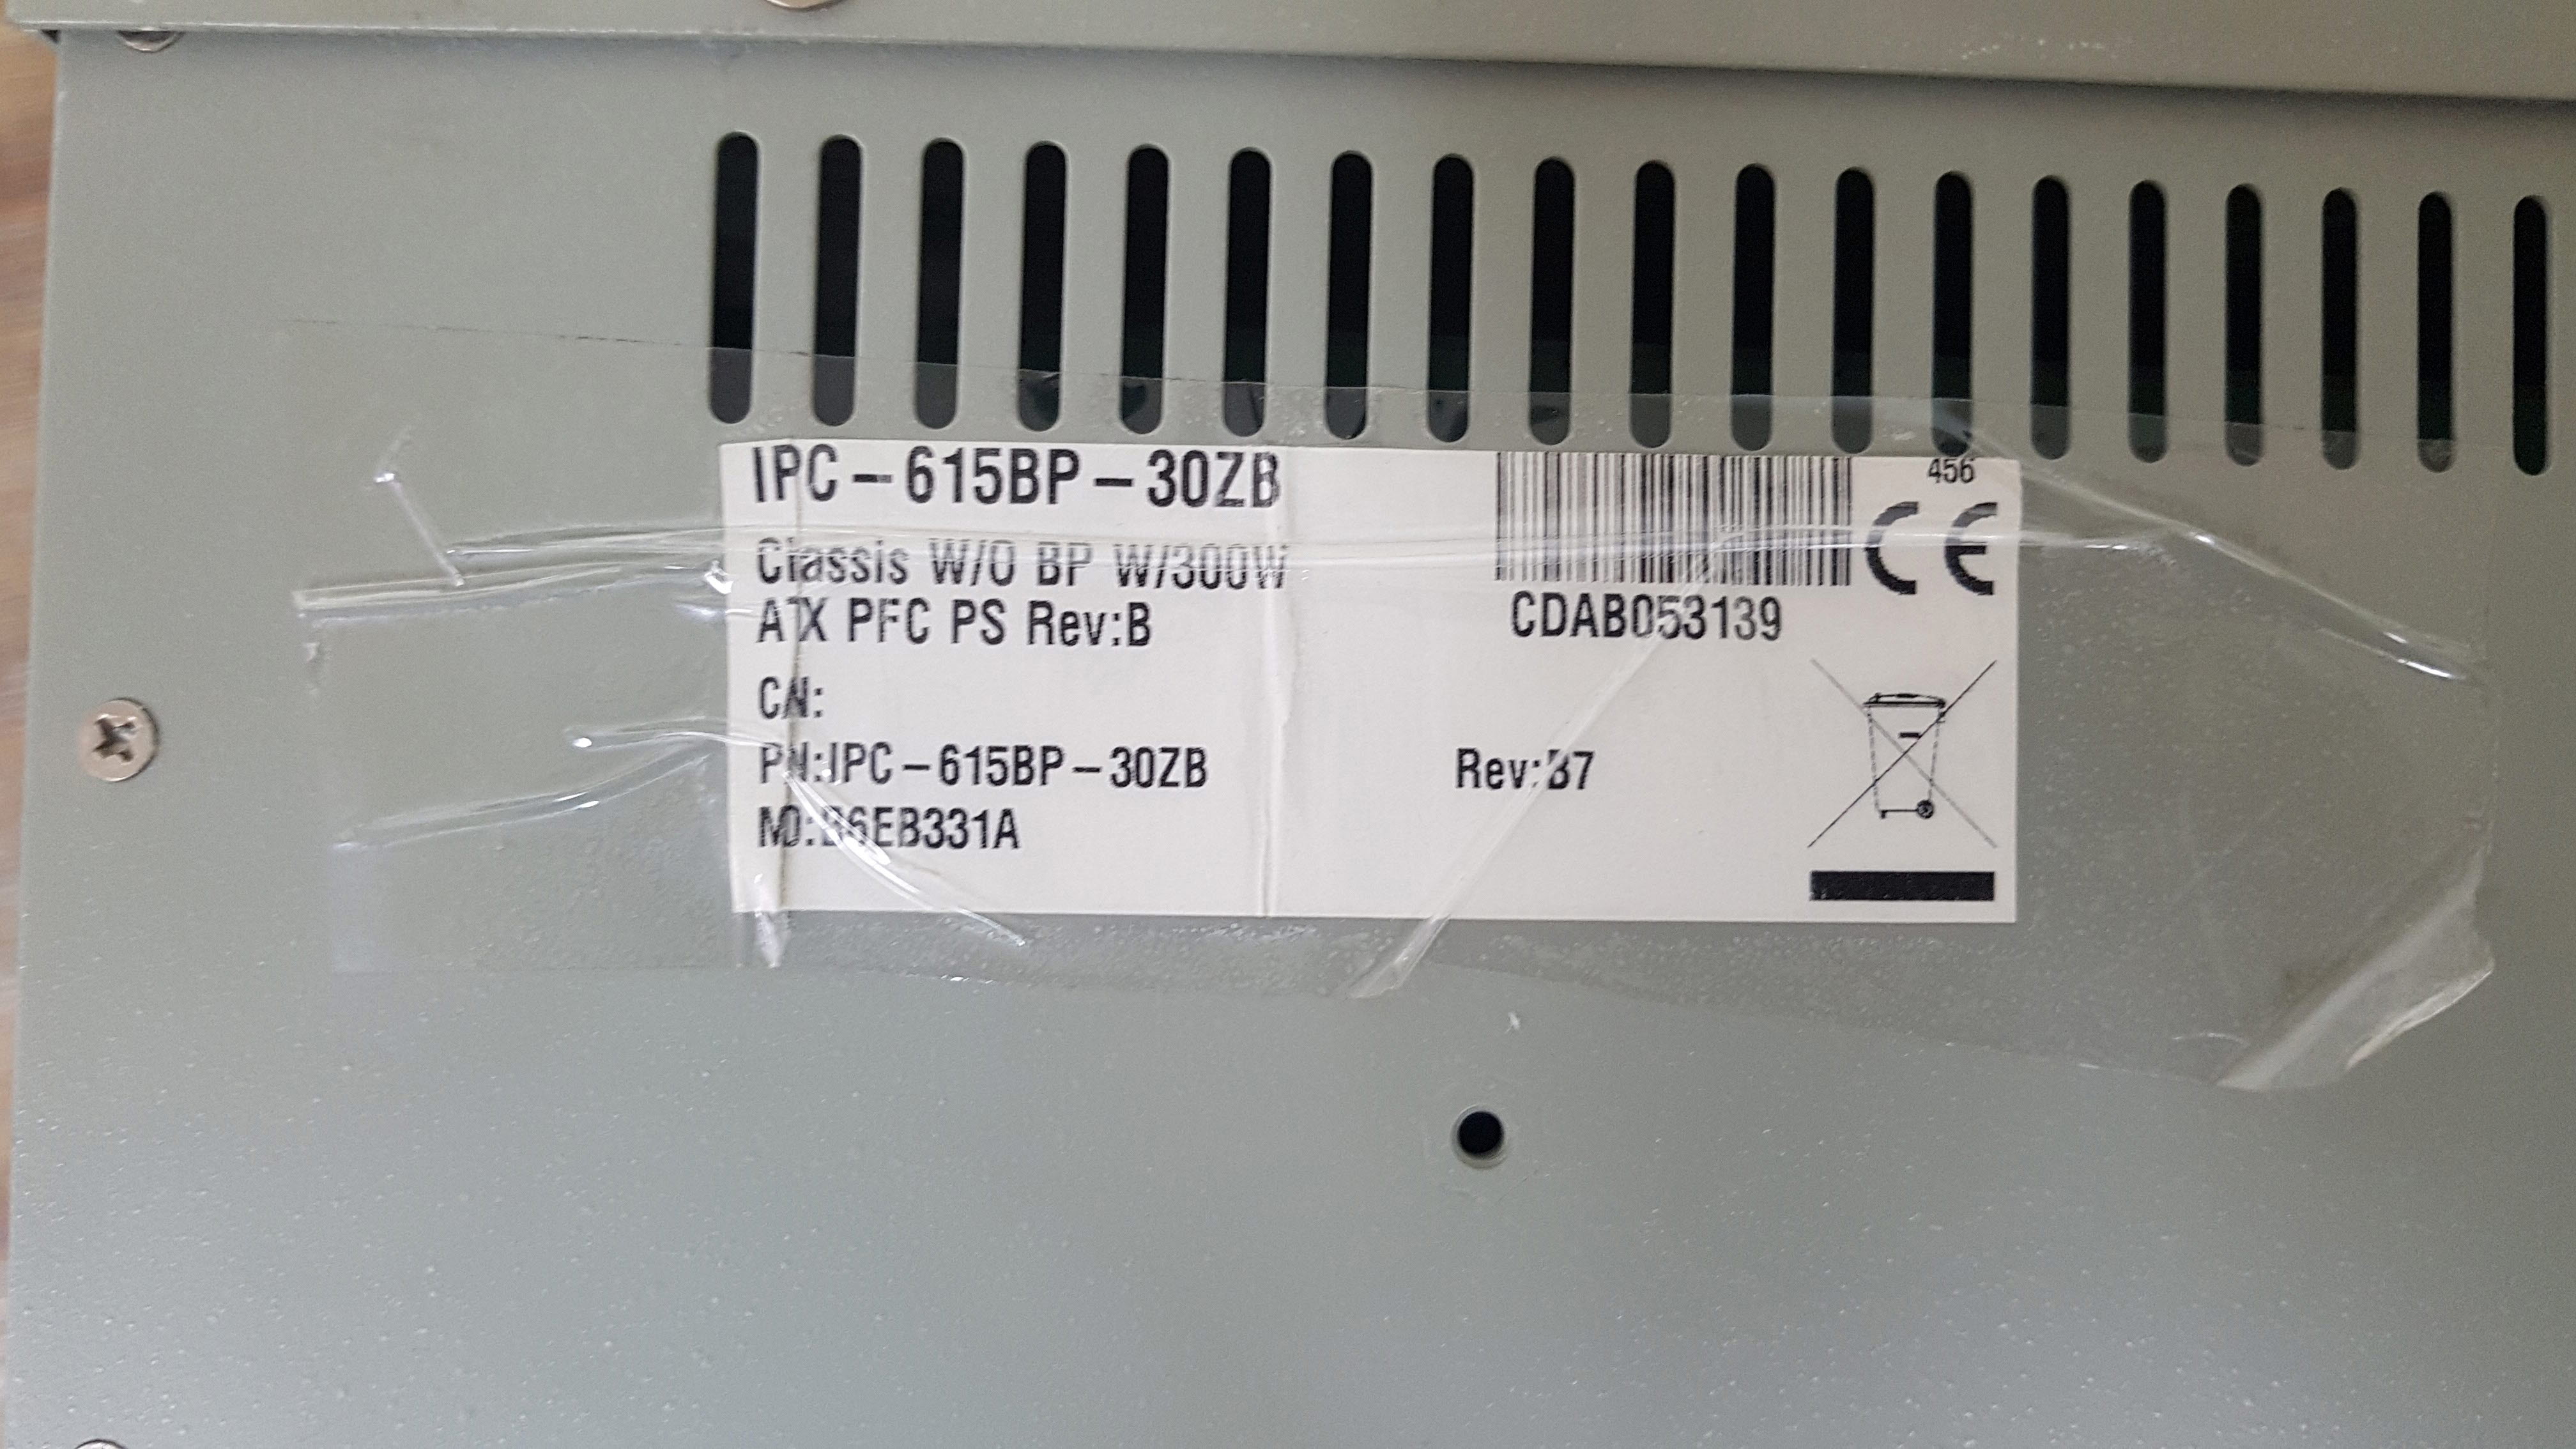 IPC-615BP-30ZB
456
CE
Classis W/O BP W/300W
ATX PFC PS Rev:B
CDAB053139
CN:
PN:IPC-615BP-30ZB Rev:B7